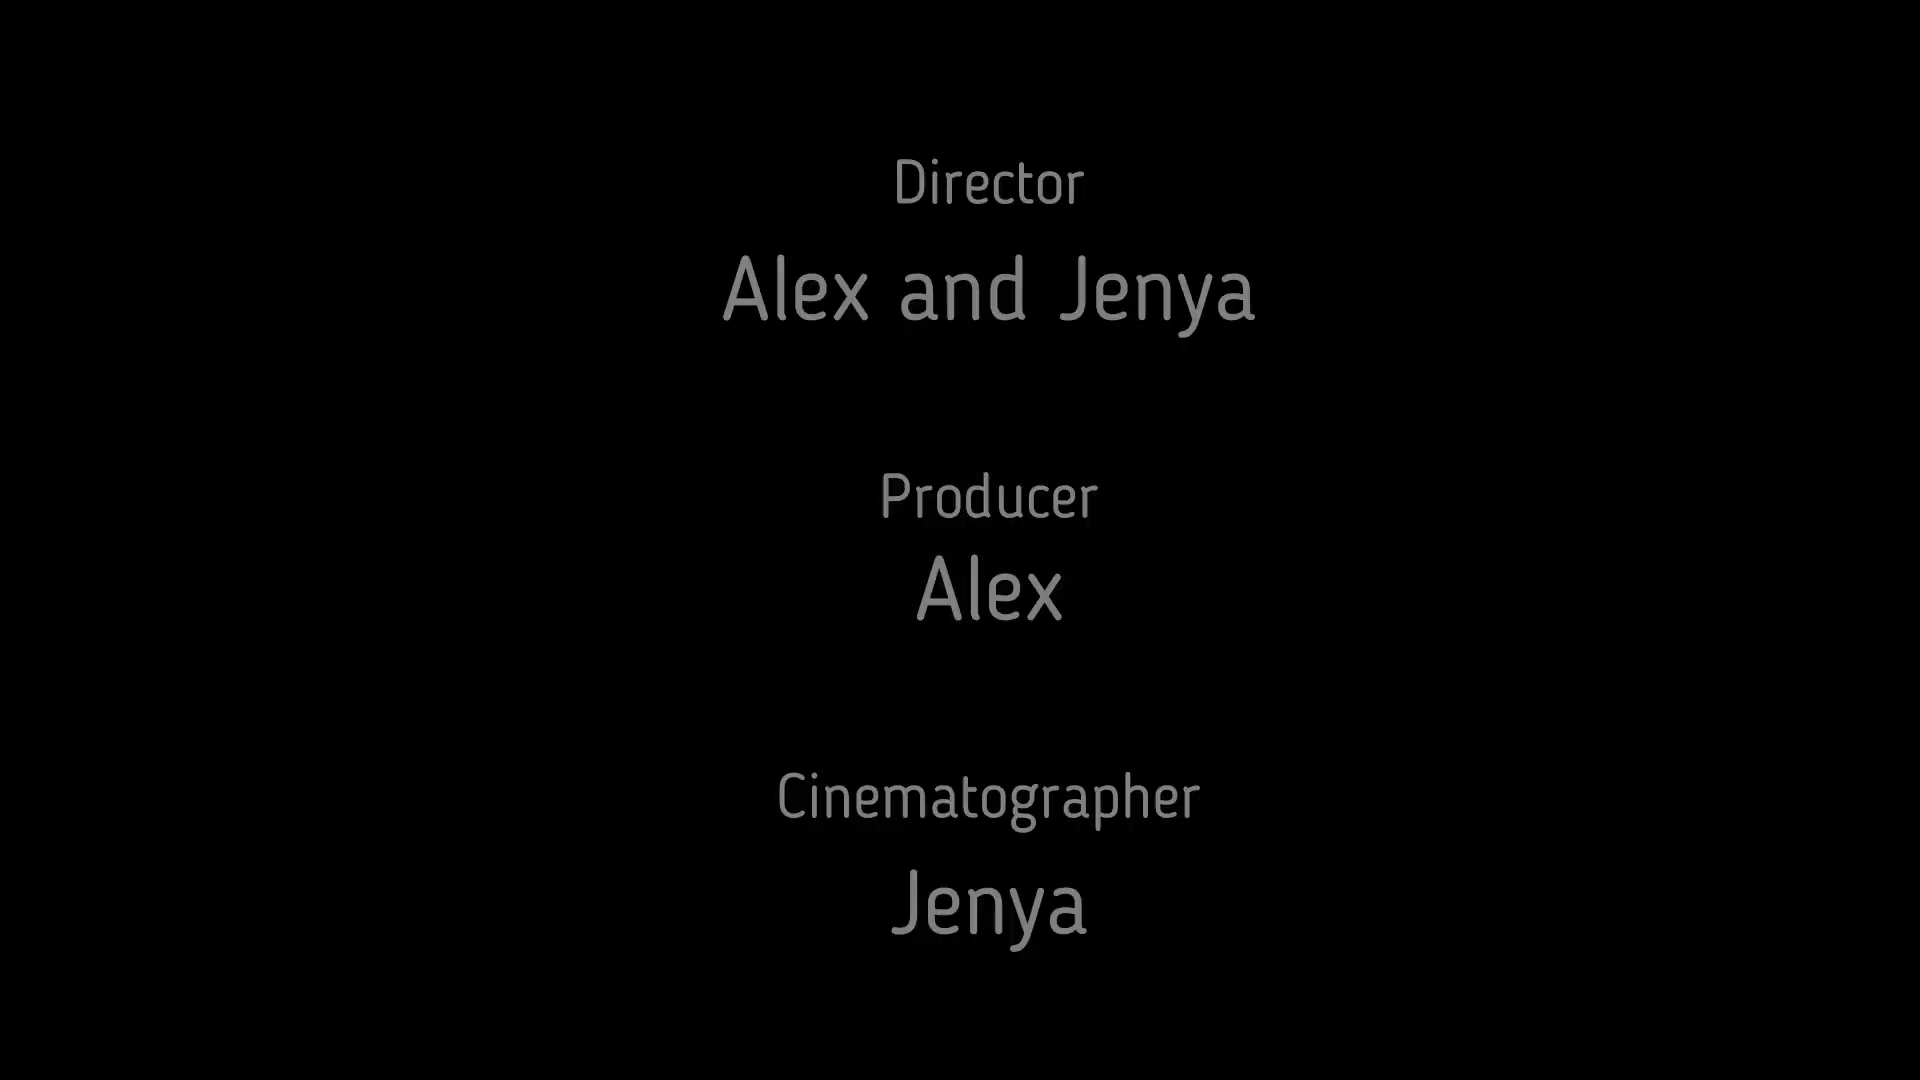 Director
Alex and Jenya
Producer
Alex
Cinematographer
Jenya